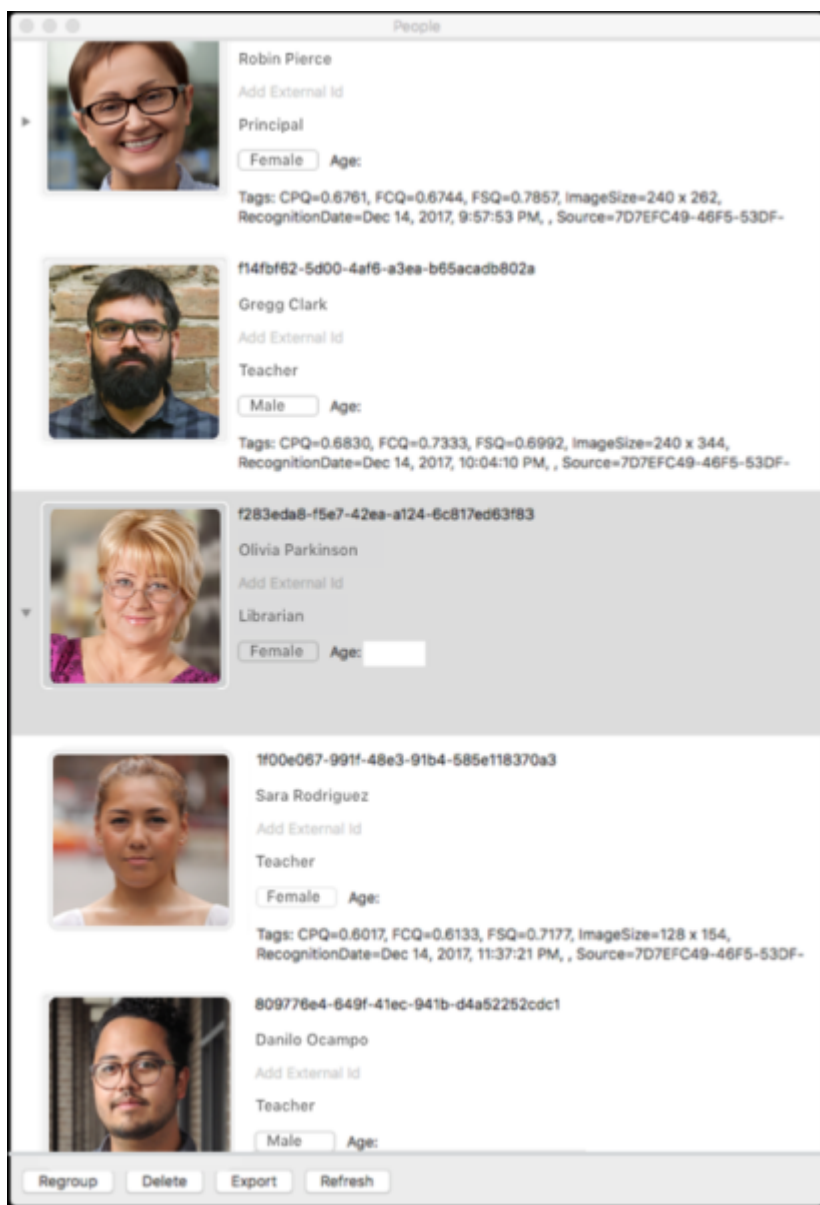 People
Robin Pierce
Add External Id
Principal
Female Age:
Tags: CPQ=0.6761, FCQ=0.6744, FSQ=0.7857, ImageSize=240 x 262,
RecognitionDate=Dec 14, 2017, 9:57:53 PM, , Source=7D7EFC49-46F5-53DF-
f14fbf62-5d00-4af6-a3ea-b65acadb802a
Gregg Clark
Add External Id
Teacher
Male Age:
Tags: CPQ=0.6830, FCQ=0.7333, FSQ=0.6992, ImageSize=240 x 344,
RecognitionDate=Dec 14, 2017, 10:04:10 PM, , Source=7D7EFC49-46F5-53DF-
f283eda8-f5e7-42ea-a124-6c817ed63f83
Olivia Parkinson
Add External Id
Librarian
Female Age:
1f00e067-991f-48e3-91b4-585e118370a3
Sara Rodriguez
Add External Id
Teacher
Female Age:
Tags: CPQ=0.6017, FCQ=0.6133, FSQ=0.7177, ImageSize=128 x 154,
RecognitionDate=Dec 14, 2017, 11:37:21 PM, , Source=7D7EFC49-46F5-53DF-
809776e4-649f-41ec-941b-d4a52252cdc1
Danilo Ocampo
Add External Id
Teacher
Male Age:
Regroup Delete Export Refresh